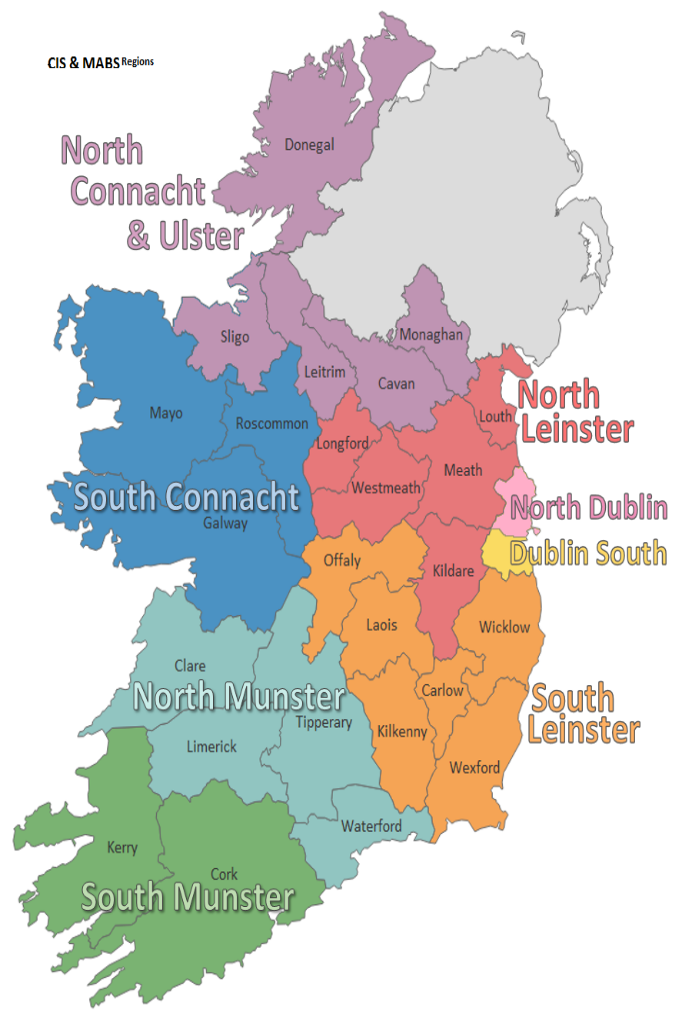 CIS & MABS Regions
Donegal
North
Connacht
& Ulster
Sligo
Monaghan
Leitrim
Cavan
Mayo
Roscommon
Longford
Louth
North
Leinster
Meath
Westmeath
South Connacht
Galway
North Dublin
Dublin South
Offaly
Kildare
Laois
Wicklow
Clare
North Munster
Carlow
South
Leinster
Tipperary
Kilkenny
Limerick
Wexford
Waterford
Kerry
Cork
South Munster